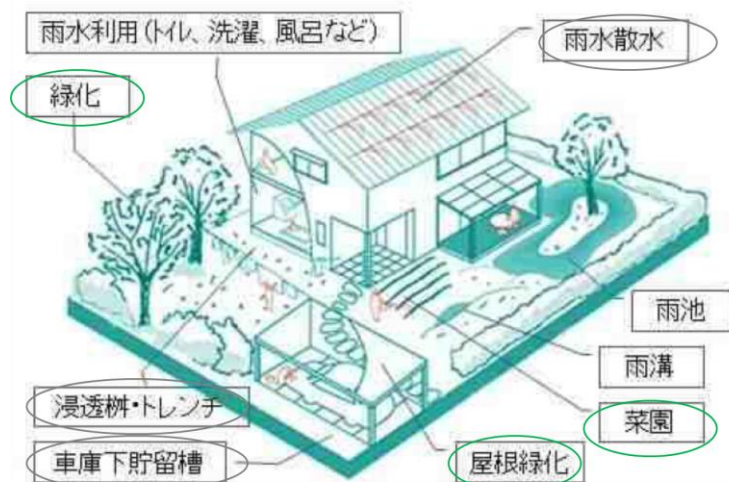 雨水利用(トイレ、洗濯、風呂など)
雨水散水
緑化
雨池
雨溝
浸透桝・トレンチ
菜園
車庫下貯留槽
屋根緑化